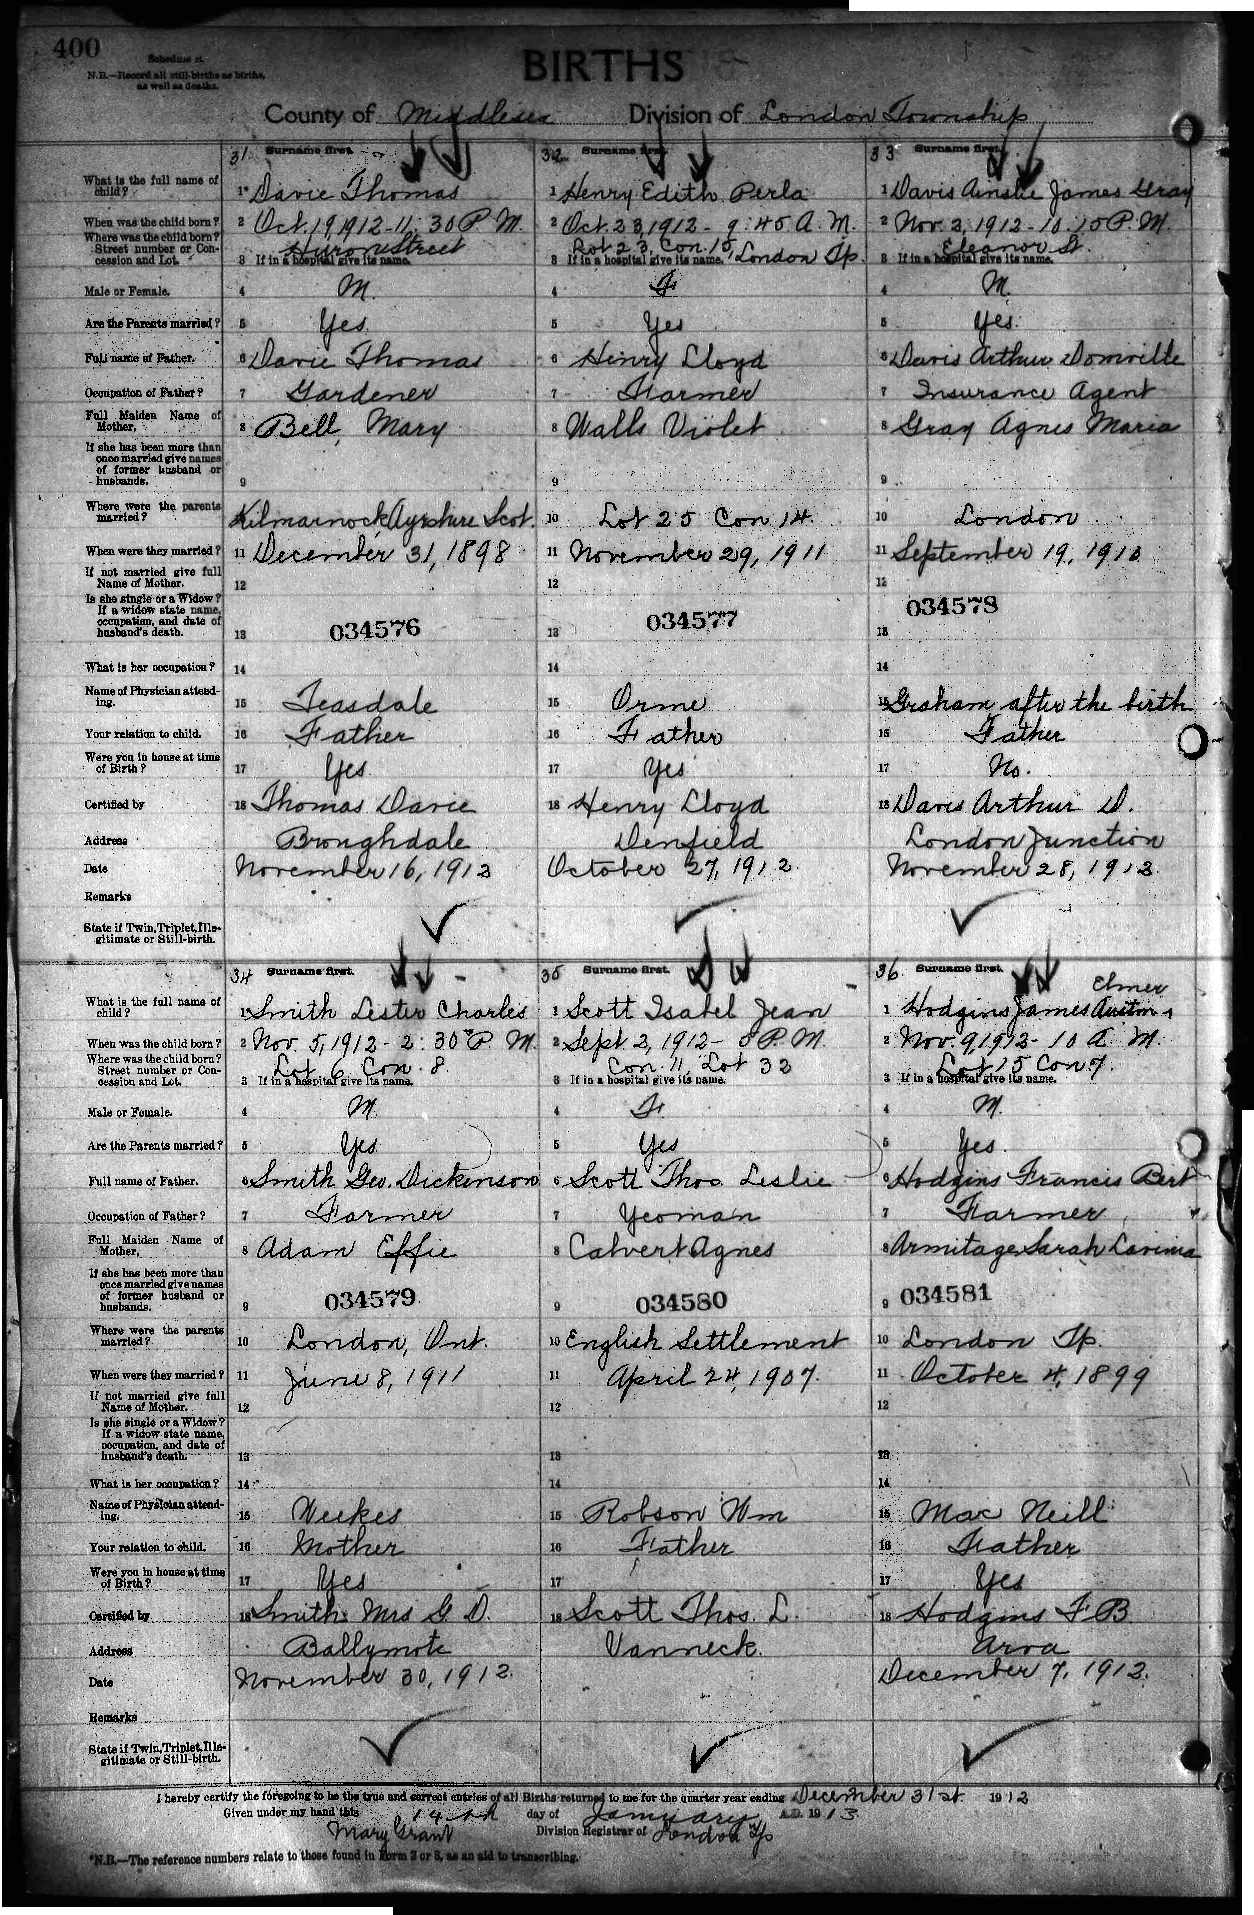 400
Schedule A.
N.B.—Record all still-births as births,
as well as deaths.
BIRTHS
County of Middlesex Division of London Township
31 Surname first. 32 Surname first. 33 Surname first.
What is the full name of child? 1 Davie Thomas 1 Henry Edith Perla 1 Davis Ainslie James Gray
When was the child born? 2 Oct. 19, 1912 - 11:30 P.M. 2 Oct. 23, 1912 - 9:45 A.M. 2 Nov. 2, 1912 - 10.10 P.M.
Where was the child born? Street number or Concession and Lot. 3 Huron Street If in a hospital give its name. 3 Lot 23, Con. 15, London Tp. If in a hospital give its name. 3 Eleanor St. If in a hospital give its name.
Male or Female. 4 M. 4 F 4 M.
Are the Parents married? 5 Yes 5 Yes 5 Yes.
Full name of Father. 6 Davie Thomas 6 Henry Lloyd 6 Davis Arthur Domville
Occupation of Father? 7 Gardener 7 Farmer 7 Insurance Agent
Full Maiden Name of Mother, 8 Bell, Mary 8 Walls Violet 8 Gray Agnes Maria
If she has been more than once married give names of former husband or husbands. 9 9 9
Where were the parents married? Kilmarnock, Ayrshire Scot. 10 Lot 25 Con 14. 10 London
When were they married? 11 December 31, 1898 11 November 29, 1911 11 September 19, 1910
If not married give full Name of Mother. 12 12 12
Is she single or a Widow? If a widow state name, occupation, and date of husband's death. 13 034576 13 034577 13 034578
What is her occupation? 14 14 14
Name of Physician attending. 15 Teasdale 15 Orme 15 Graham after the birth
Your relation to child. 16 Father 16 Father 15 Father
Were you in house at time of Birth? 17 Yes 17 Yes 17 No.
Certified by 18 Thomas Davie 18 Henry Lloyd 18 Davis Arthur D.
Address Broughdale Denfield London Junction
Date November 16, 1912 October 27, 1912. November 28, 1912.
Remarks
State if Twin, Triplet, Illegitimate or Still-birth.
34 Surname first. 35 Surname first. 36. Surname first.
What is the full name of child? 1 Smith Lester Charles 1 Scott Isabel Jean 1 Hodgins James Austin Elmer
When was the child born? 2 Nov. 5, 1912 - 2:30 P.M. 2 Sept. 2, 1912 - P.M. 2 Nov. 9, 1912 - 10 A.M.
Where was the child born? Street number or Concession and Lot. 3 Lot 6 Con. 8. If in a hospital give its name. 3 Con. 11, Lot 32 If in a hospital give its name. 3 Lot 15 Con 7. If in a hospital give its name.
Male or Female. 4 M. 4 F. 4 M.
Are the Parents married? 5 Yes 5 Yes 5 Yes.
Full name of Father. 6 Smith Geo. Dickenson 6 Scott Thos Leslie 6 Hodgins Francis Bert
Occupation of Father? 7 Farmer 7 Yeoman 7 Farmer
Full Maiden Name of Mother, 8 Adam Effie 8 Calvert Agnes 8 Armitage Sarah Lavinia
If she has been more than once married give names of former husband or husbands. 9 034579 9 034580 9 034581
Where were the parents married? 10 London, Ont. 10 English Settlement 10 London Tp.
When were they married? 11 June 8, 1911 11 April 24, 1907. 11 October 4, 1899
If not married give full Name of Mother. 12 12 12
Is she single or a Widow? If a widow state name, occupation, and date of husband's death. 13 13 13
What is her occupation? 14 14 14
Name of Physician attending. 15 Weekes 15 Robson Wm 15 MacNeill
Your relation to child. 16 Mother 16 Father 16 Father
Were you in house at time of Birth? 17 Yes 17 17 Yes
Certified by 18 Smith Mrs G. D. 18 Scott Thos. L. 18 Hodgins F B
Address Ballymote Vanneck. Arva
Date November 30, 1912. December 7, 1912.
Remarks
State if Twin, Triplet, Illegitimate or Still-birth.
I hereby certify the foregoing to be the true and correct entries of all Births returned to me for the quarter year ending December 31st 1912
Given under my hand this 14th day of January A.D. 1913
Mary Grant Division Registrar of London Tp
*N.B.—The reference numbers relate to those found in Form 2 or 3, as an aid to transcribing.